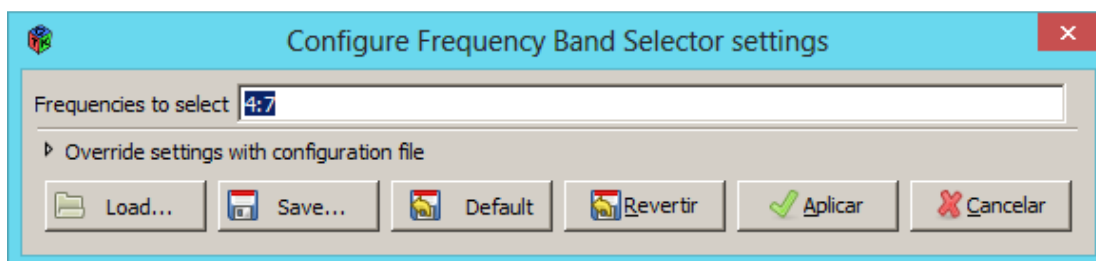 Configure Frequency Band Selector settings
Frequencies to select 4:7
Override settings with configuration file
Load... Save... Default Revertir Aplicar Cancelar